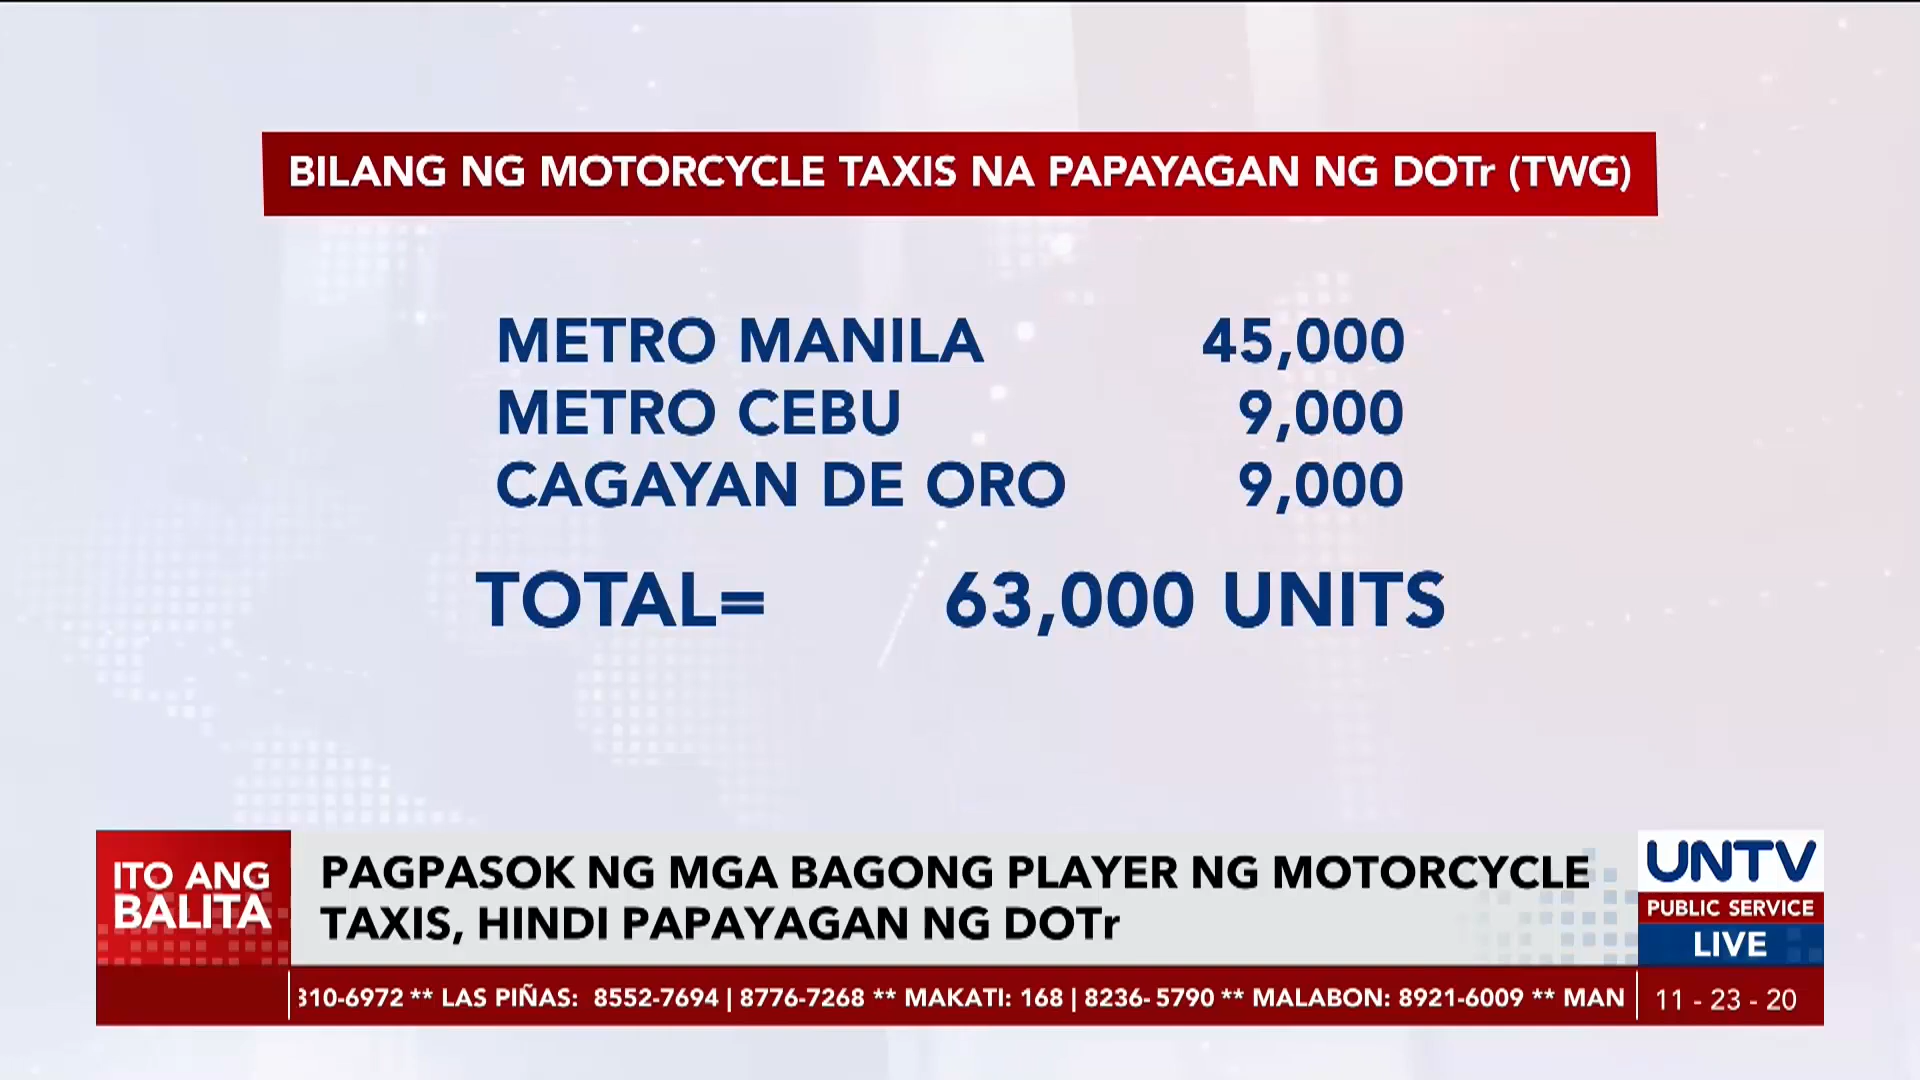 BILANG NG MOTORCYCLE TAXIS NA PAPAYAGAN NG DOTr (TWG)
METRO MANILA 45,000
METRO CEBU 9,000
CAGAYAN DE ORO 9,000
TOTAL= 63,000 UNITS
ITO ANG
BALITA
PAGPASOK NG MGA BAGONG PLAYER NG MOTORCYCLE
TAXIS, HINDI PAPAYAGAN NG DOTr
UNTV
PUBLIC SERVICE
LIVE
310-6972 ** LAS PIÑAS: 8552-7694 | 8776-7268 ** MAKATI: 168 | 8236- 5790 ** MALABON: 8921-6009 ** MAN
11 - 23 - 20